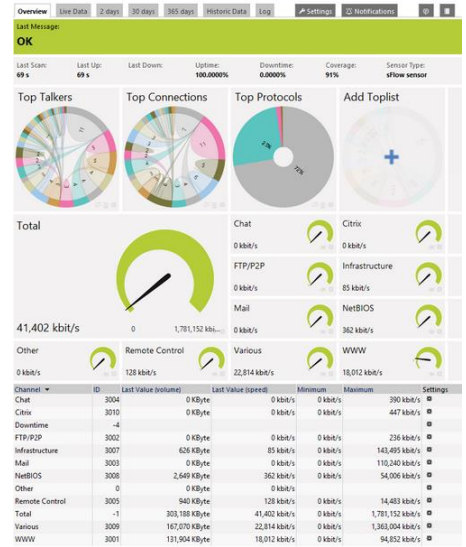 Overview Live Data 2 days 30 days 365 days Historic Data Log Settings Notifications
Last Message:
OK
Last Scan: Last Up: Last Down: Uptime: Downtime: Coverage: Sensor Type:
69 s 69 s 100.0000% 0.0000% 91% sFlow sensor
Top Talkers Top Connections Top Protocols Add Toplist
72%
Total
41,402 kbit/s
0 1,781,152 kbi...
Chat
0 kbit/s
Citrix
0 kbit/s
FTP/P2P
0 kbit/s
Infrastructure
85 kbit/s
Mail
0 kbit/s
NetBIOS
362 kbit/s
Other
0 kbit/s
Remote Control
128 kbit/s
Various
22,814 kbit/s
WWW
18,012 kbit/s
Channel ID Last Value (volume) Last Value (speed) Minimum Maximum Settings
Chat 3004 0 KByte 0 kbit/s 0 kbit/s 390 kbit/s
Citrix 3010 0 KByte 0 kbit/s 0 kbit/s 447 kbit/s
Downtime -4
FTP/P2P 3002 0 KByte 0 kbit/s 0 kbit/s 236 kbit/s
Infrastructure 3007 626 KByte 85 kbit/s 0 kbit/s 143,495 kbit/s
Mail 3003 0 KByte 0 kbit/s 0 kbit/s 110,240 kbit/s
NetBIOS 3008 2,649 KByte 362 kbit/s 0 kbit/s 54,006 kbit/s
Other 0 0 KByte 0 kbit/s 0 kbit/s 0 kbit/s
Remote Control 3005 940 KByte 128 kbit/s 0 kbit/s 14,483 kbit/s
Total -1 303,188 KByte 41,402 kbit/s 0 kbit/s 1,781,152 kbit/s
Various 3009 167,070 KByte 22,814 kbit/s 0 kbit/s 1,363,004 kbit/s
WWW 3001 131,904 KByte 18,012 kbit/s 0 kbit/s 94,852 kbit/s